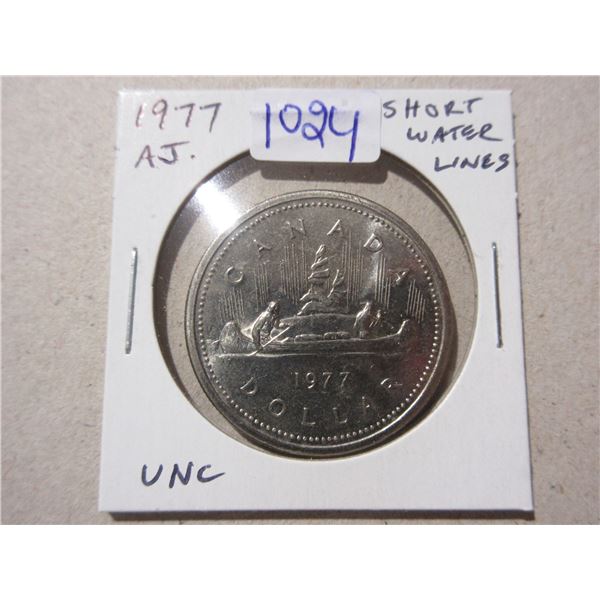 1977
AJ.
1024
SHORT
WATER
LINES
CANADA
1977
DOLLAR
UNC